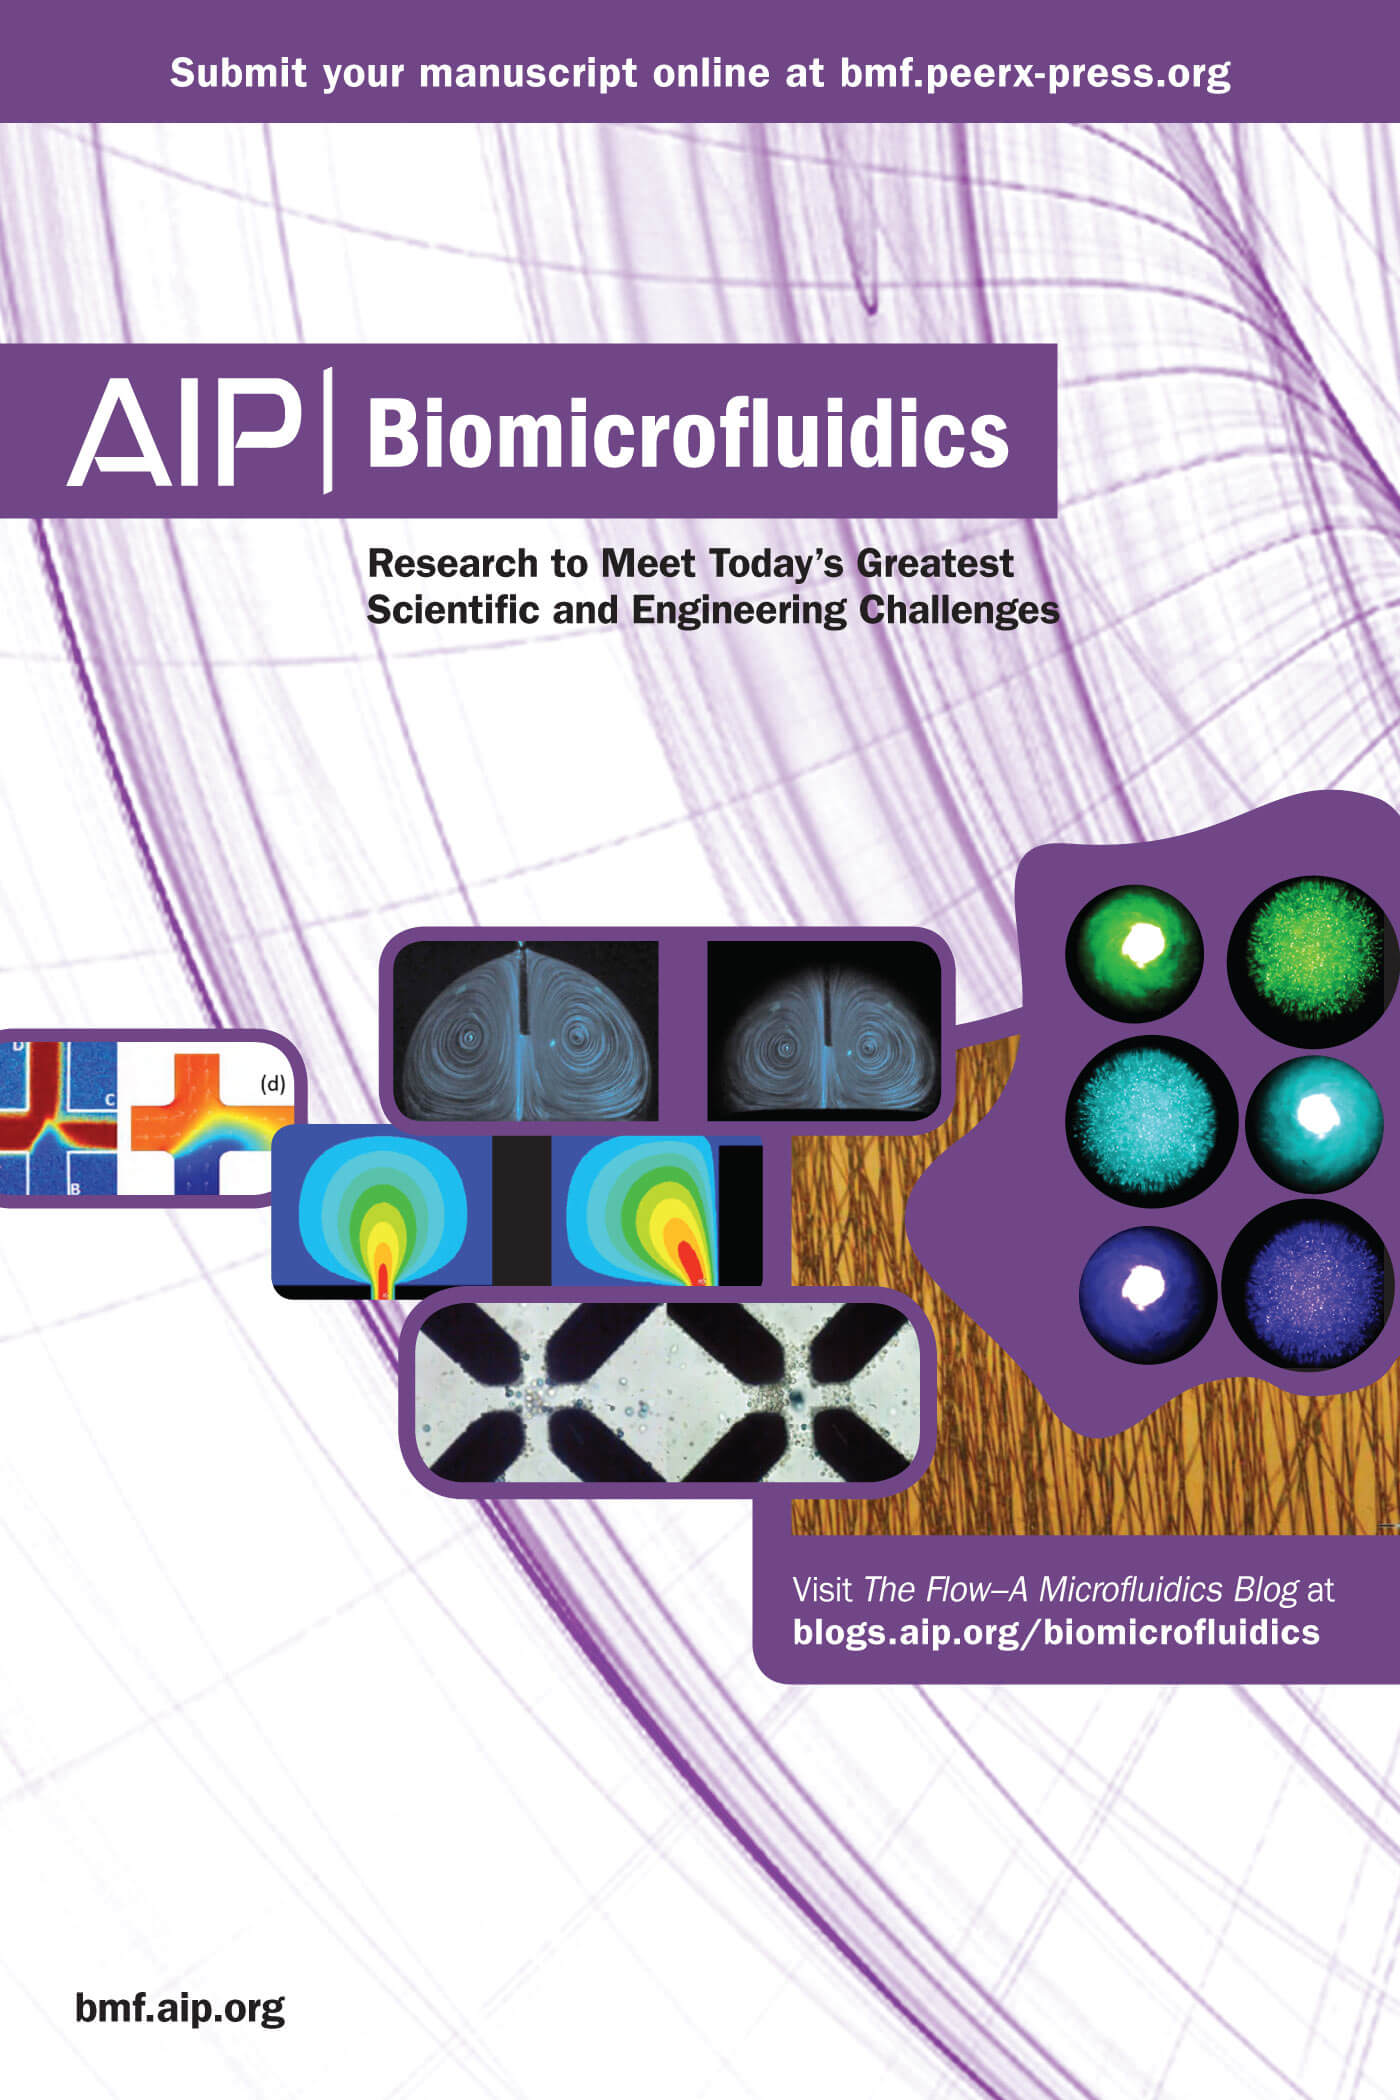 Submit your manuscript online at bmf.peerx-press.org
AIP | Biomicrofluidics
Research to Meet Today’s Greatest
Scientific and Engineering Challenges
D
C
(d)
B
Visit The Flow–A Microfluidics Blog at
blogs.aip.org/biomicrofluidics
bmf.aip.org